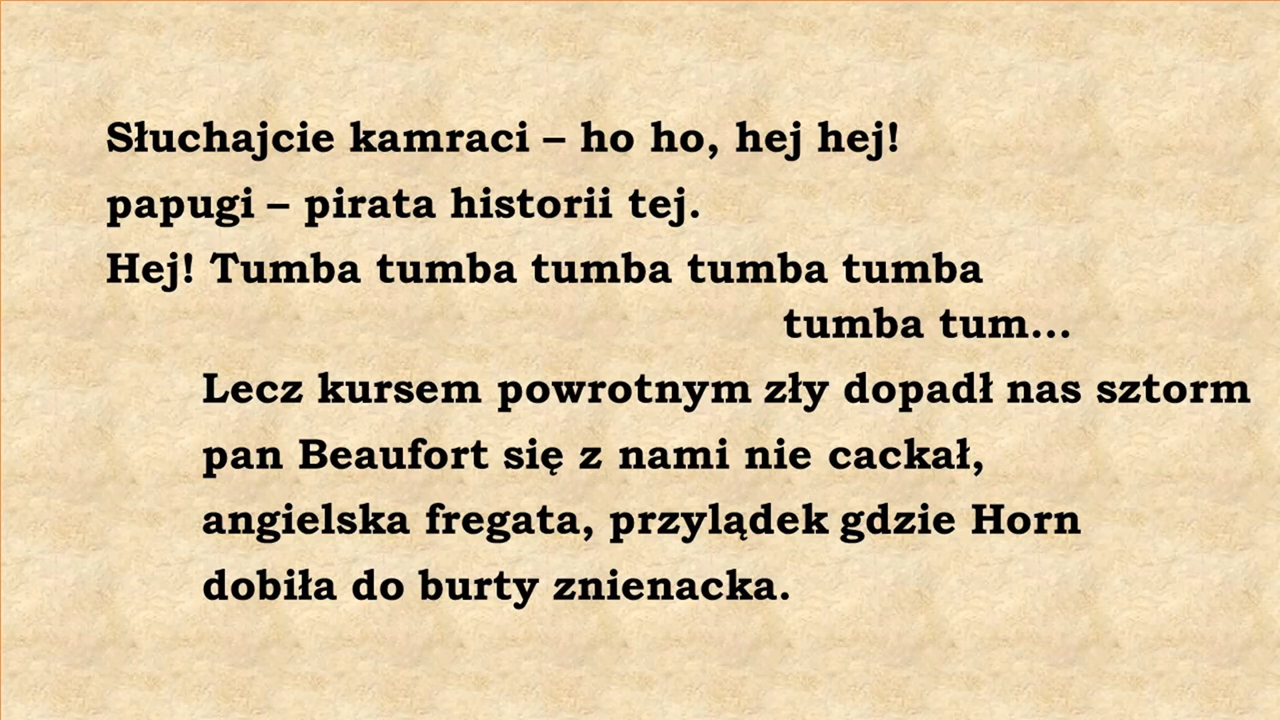 Słuchajcie kamraci – ho ho, hej hej!
papugi – pirata historii tej.
Hej! Tumba tumba tumba tumba tumba
tumba tum...
Lecz kursem powrotnym zły dopadł nas sztorm
pan Beaufort się z nami nie cackał,
angielska fregata, przylądek gdzie Horn
dobiła do burty znienacka.